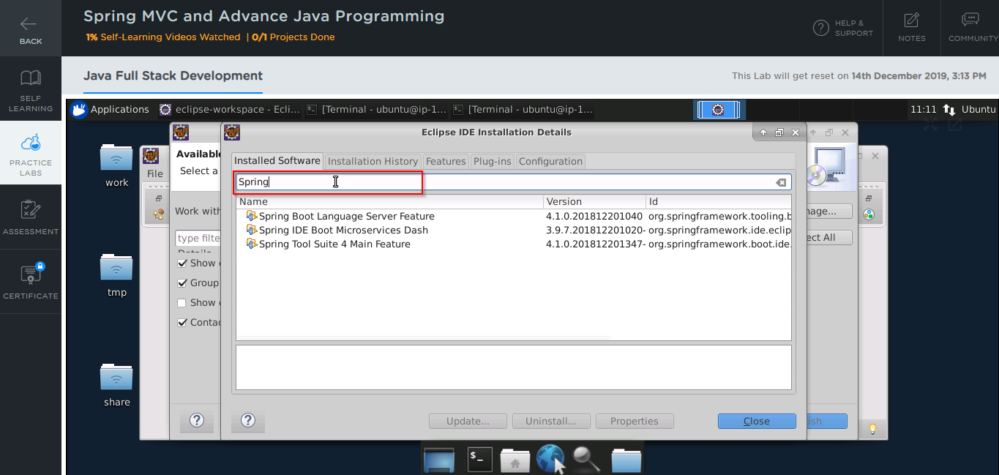 BACK
Spring MVC and Advance Java Programming
1% Self-Learning Videos Watched | 0/1 Projects Done
HELP & SUPPORT
NOTES
COMMUNITY
SELF LEARNING
PRACTICE LABS
ASSESSMENT
CERTIFICATE
Java Full Stack Development
This Lab will get reset on 14th December 2019, 3:13 PM
Applications
eclipse-workspace - Ecli...
[Terminal - ubuntu@ip-1...
[Terminal - ubuntu@ip-1...
11:11
Ubuntu
work
tmp
share
File
Available
Select a
Work with
type filte
Details
Show
Group
Show
Contac
Eclipse IDE Installation Details
Installed Software
Installation History
Features
Plug-ins
Configuration
Spring
Name Version Id
Spring Boot Language Server Feature 4.1.0.201812201040 org.springframework.tooling.b
Spring IDE Boot Microservices Dash 3.9.7.201812201020- org.springframework.ide.eclip
Spring Tool Suite 4 Main Feature 4.1.0.201812201347- org.springframework.boot.ide.
Update...
Uninstall...
Properties
Close
nage...
ect All
ish